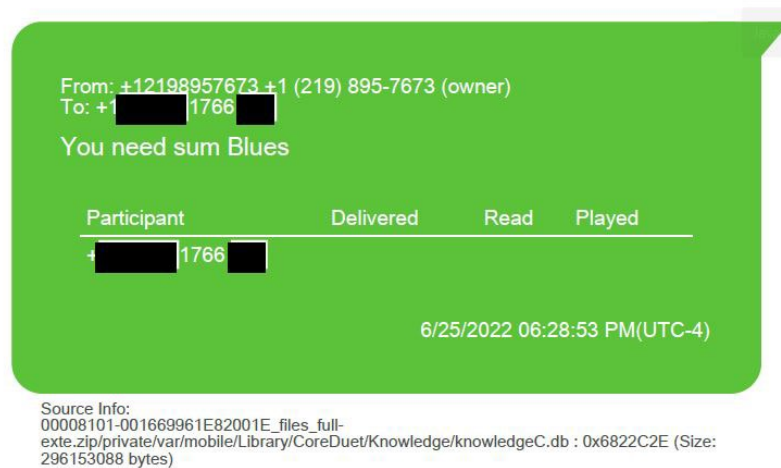 From: +12198957673 +1 (219) 895-7673 (owner)
To: +1 1766
You need sum Blues
Participant Delivered Read Played
+ 1766
6/25/2022 06:28:53 PM(UTC-4)
Source Info:
00008101-001669961E82001E_files_full-
exte.zip/private/var/mobile/Library/CoreDuet/Knowledge/knowledgeC.db : 0x6822C2E (Size:
296153088 bytes)